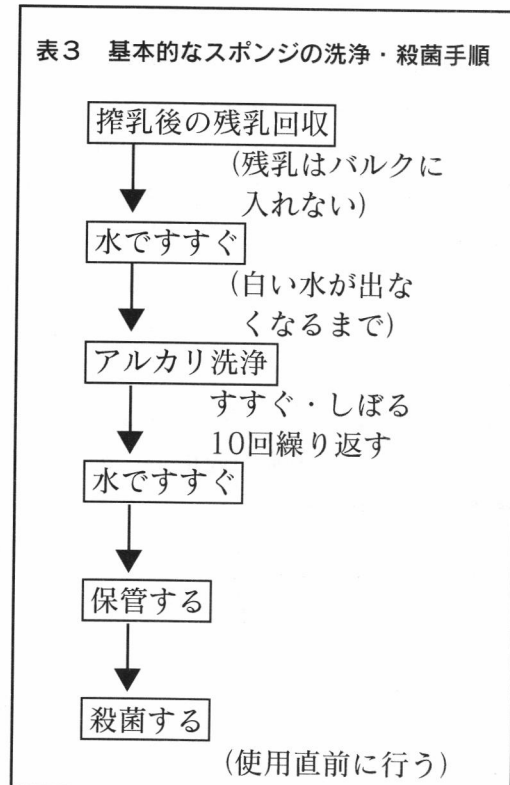 表3　基本的なスポンジの洗浄・殺菌手順
搾乳後の残乳回収
(残乳はバルクに
入れない)
水ですすぐ
(白い水が出な
くなるまで)
アルカリ洗浄
すすぐ・しぼる
10回繰り返す
水ですすぐ
保管する
殺菌する
(使用直前に行う)